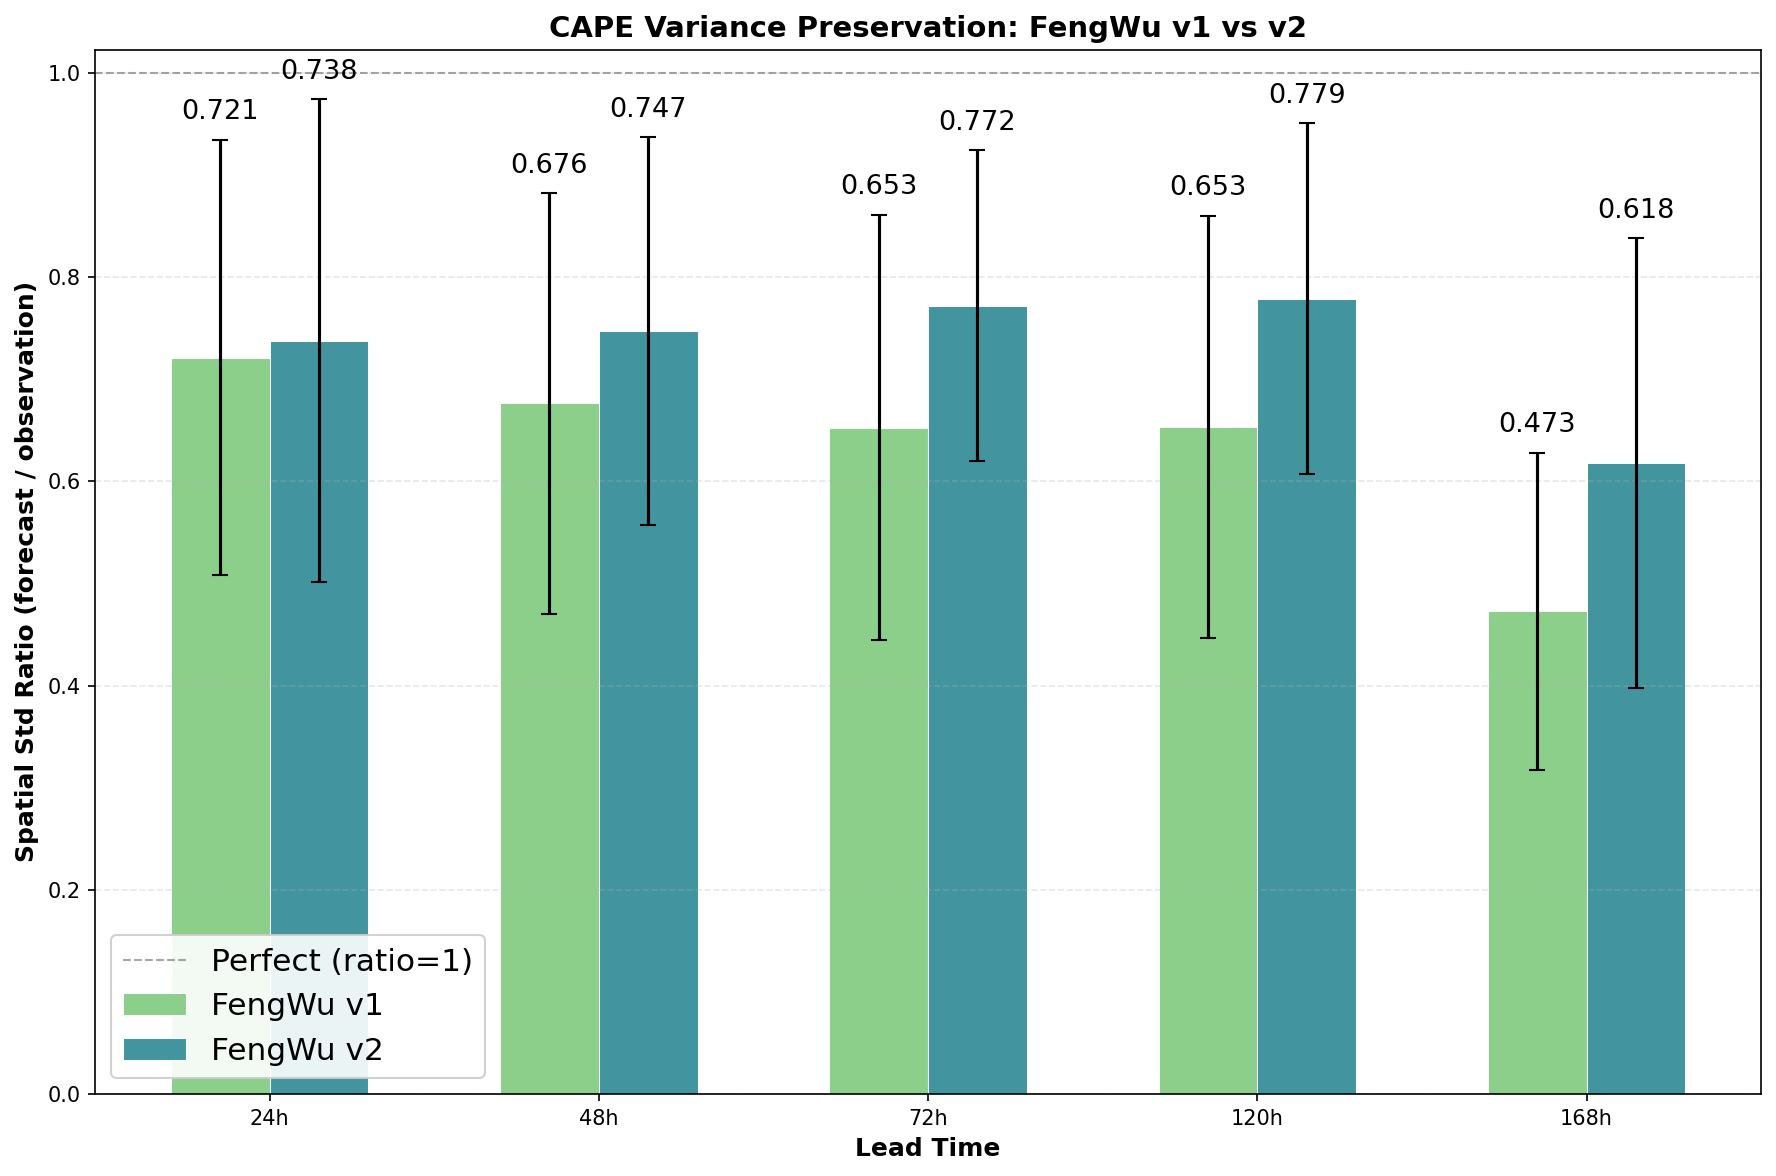 CAPE Variance Preservation: FengWu v1 vs v2
Spatial Std Ratio (forecast / observation)
1.0
0.8
0.6
0.4
0.2
0.0
0.721
0.738
0.676
0.747
0.653
0.772
0.653
0.779
0.473
0.618
Perfect (ratio=1)
FengWu v1
FengWu v2
24h
48h
72h
120h
168h
Lead Time